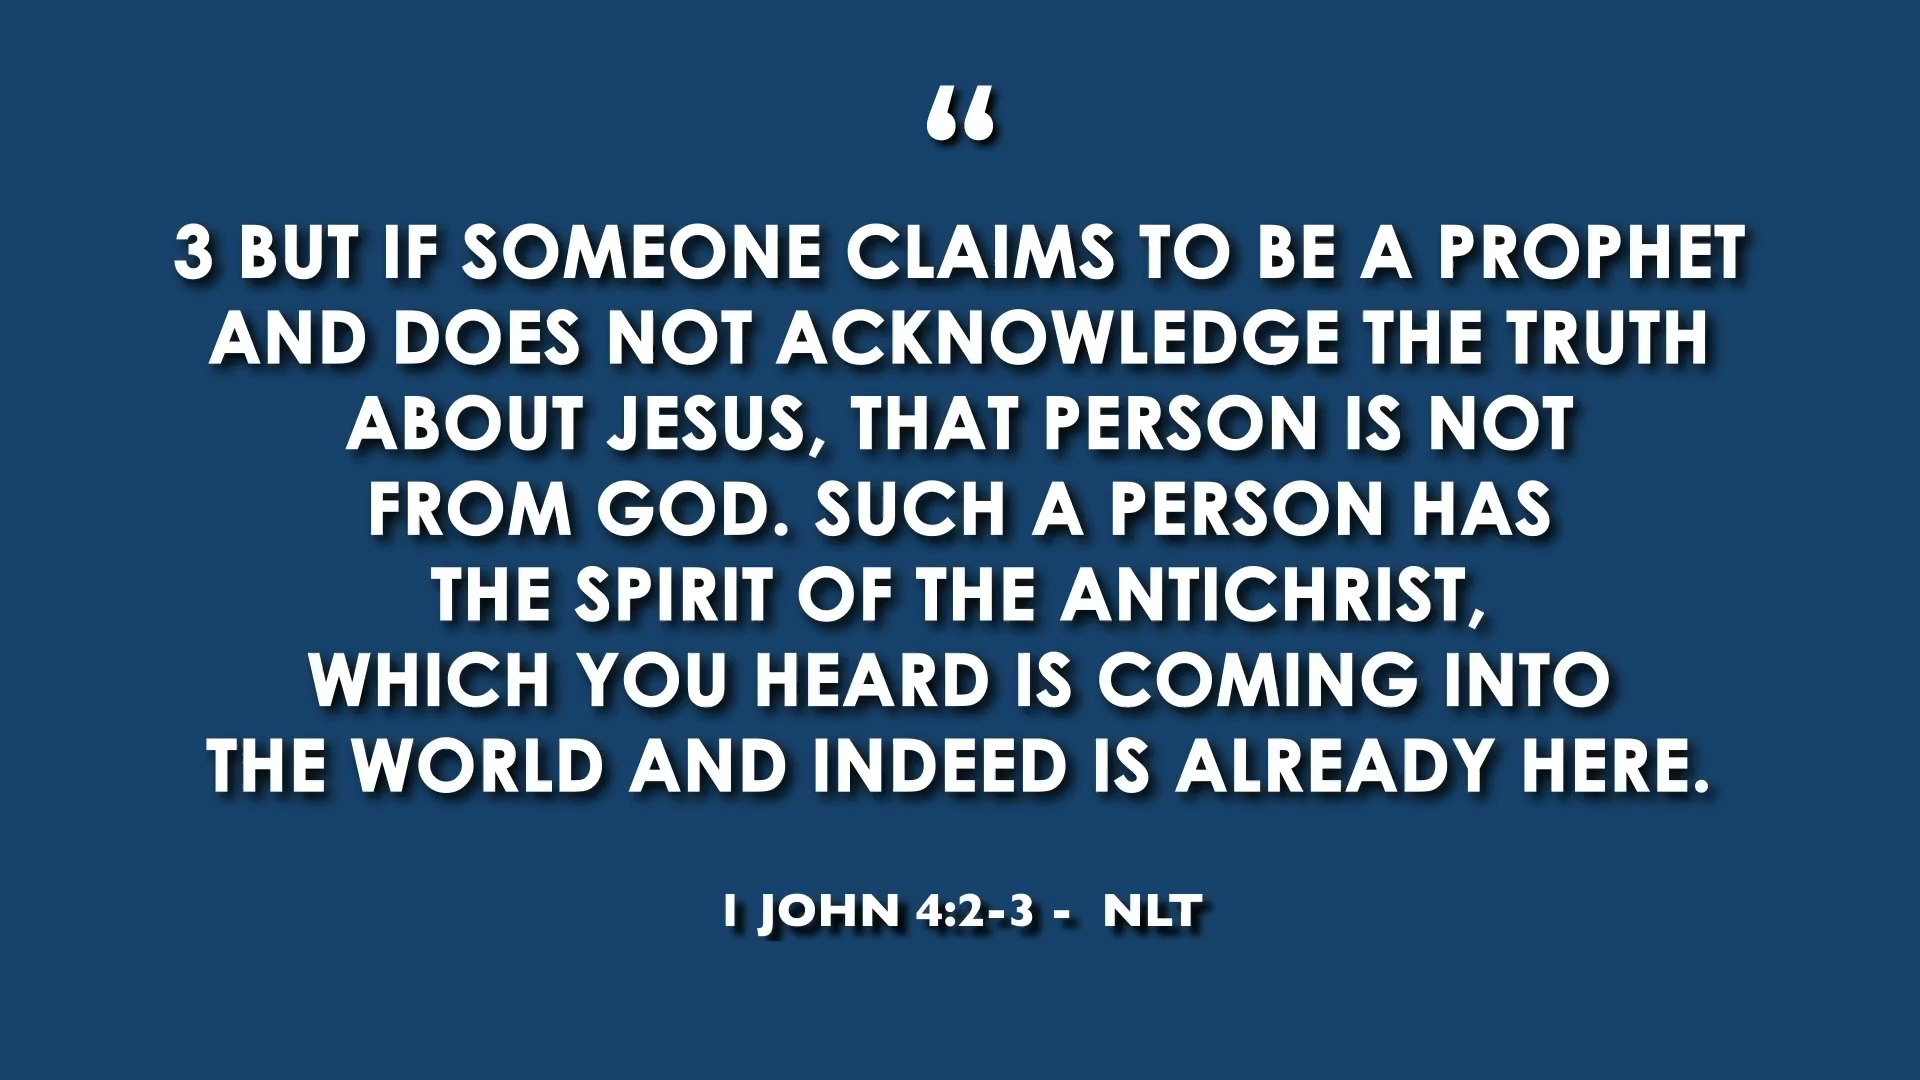 “
3 BUT IF SOMEONE CLAIMS TO BE A PROPHET
AND DOES NOT ACKNOWLEDGE THE TRUTH
ABOUT JESUS, THAT PERSON IS NOT
FROM GOD. SUCH A PERSON HAS
THE SPIRIT OF THE ANTICHRIST,
WHICH YOU HEARD IS COMING INTO
THE WORLD AND INDEED IS ALREADY HERE.
I JOHN 4:2-3 - NLT